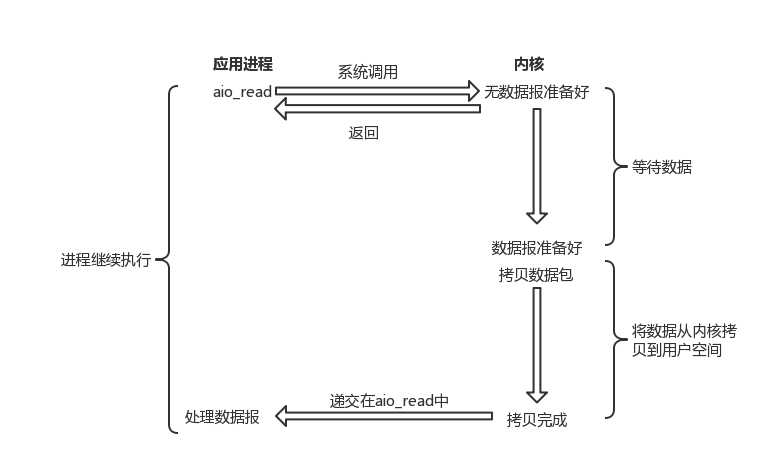 应用进程
内核
系统调用
aio_read
无数据报准备好
返回
等待数据
数据报准备好
进程继续执行
拷贝数据包
将数据从内核拷
贝到用户空间
递交在aio_read中
处理数据报
拷贝完成